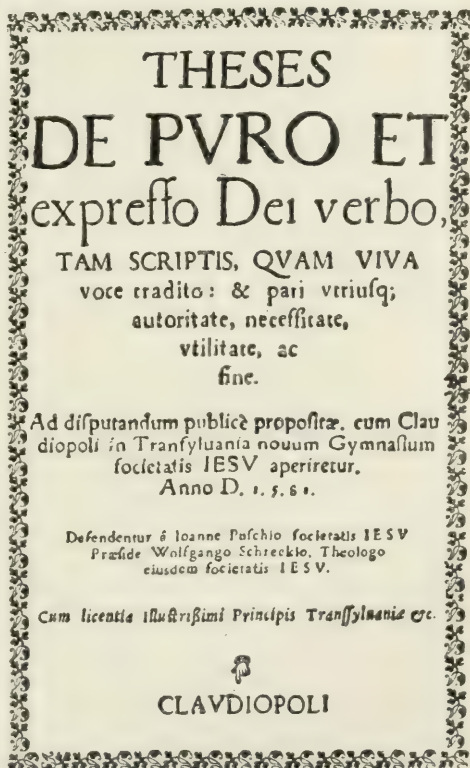 THESES
DE PVRO ET
expreſſo Dei verbo,
TAM SCRIPTIS, QVAM VIVA
voce tradito: & pari vtriuſq;
autoritate, neceſſitate,
vtilitate, ac
fine.
Ad diſputandum publicè propoſitæ. cum Clau
diopoli in Tranſyluania nouum Gymnaſium
ſocietatis IESV aperiretur.
Anno D. 1. 5. 8 1.
Defendentur á Ioanne Puſchio ſocietatis IESV
Præſide Wolfgango Schreckio, Theologo
eiuſdem ſocietatis IESV.
Cum licentia Illuſtrißimi Principis Tranſſyluaniæ &c.
CLAVDIOPOLI